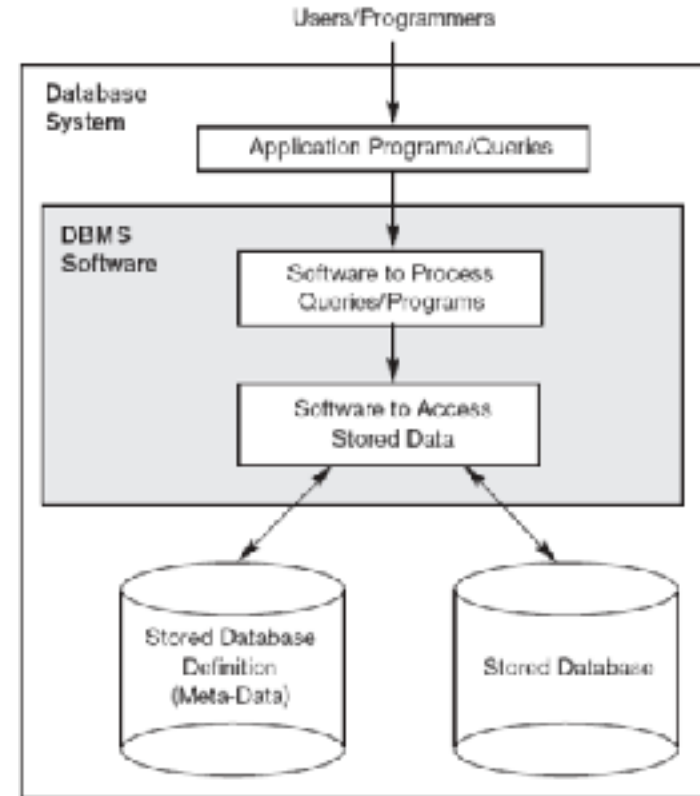 Users/Programmers
Database
System
Application Programs/Queries
DBMS
Software
Software to Process
Queries/Programs
Software to Access
Stored Data
Stored Database
Definition
(Meta-Data)
Stored Database